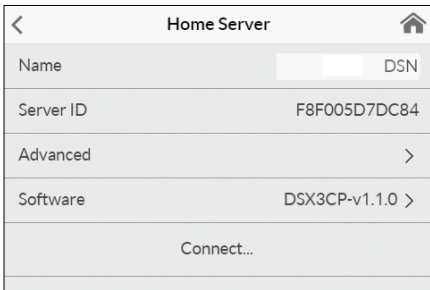 Home Server
Name DSN
Server ID F8F005D7DC84
Advanced
Software DSX3CP-v1.1.0
Connect...